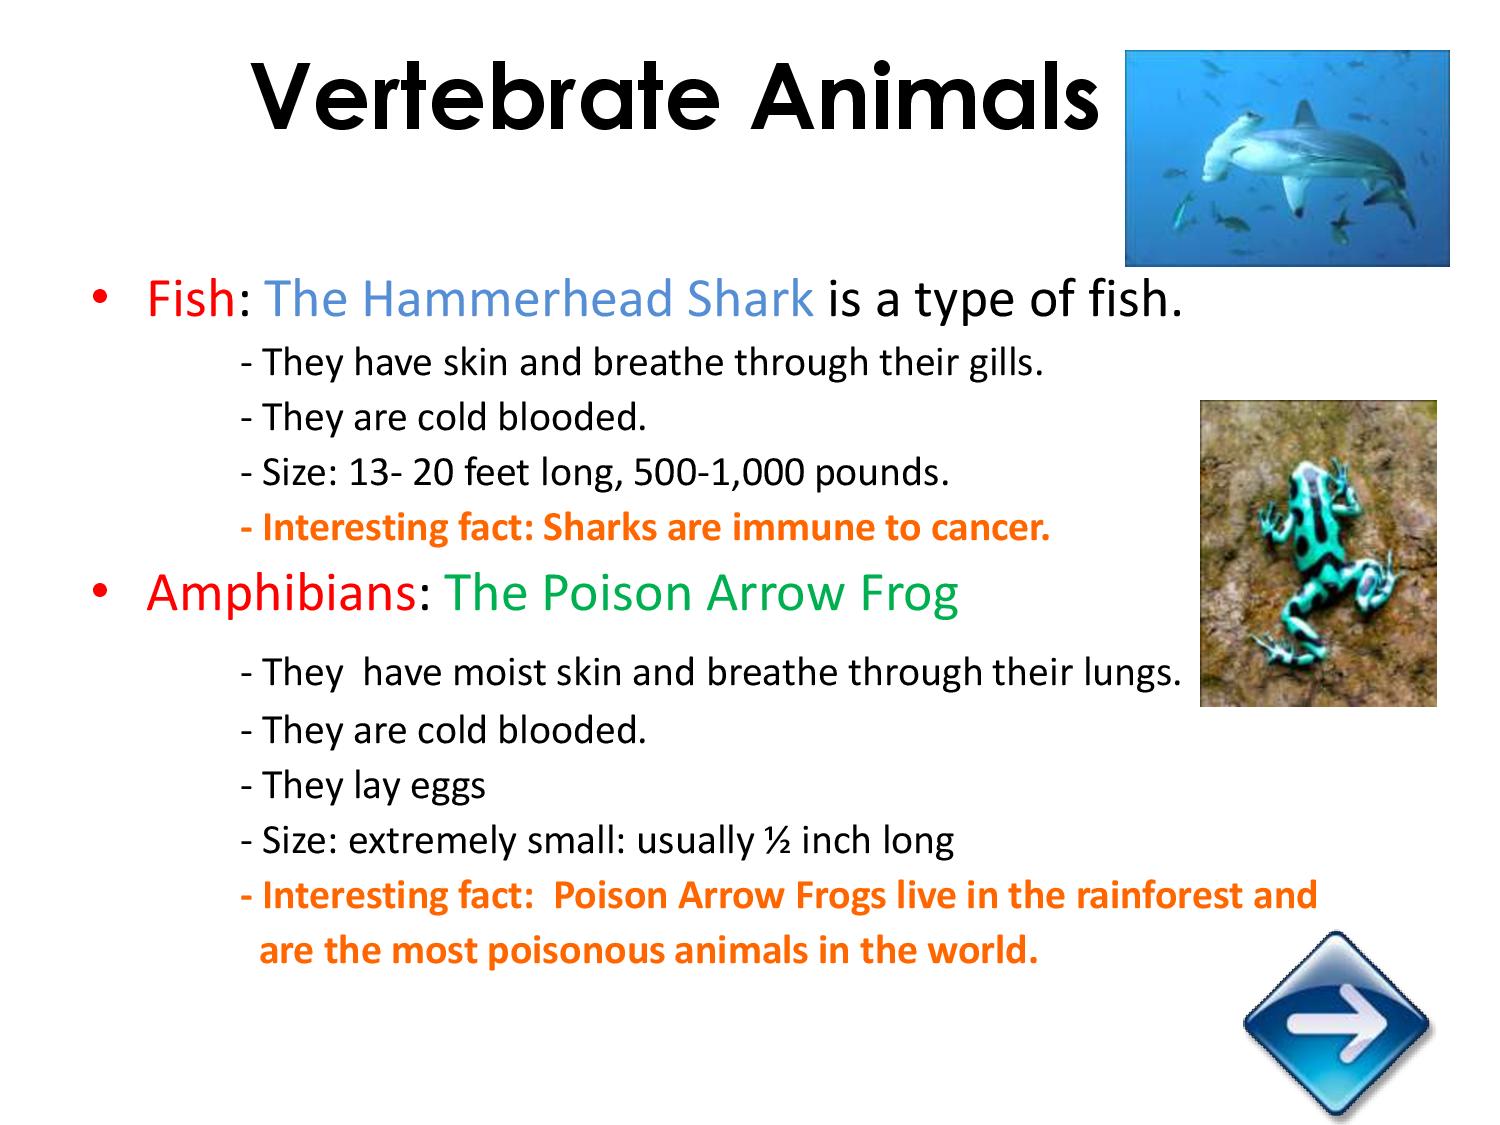 Vertebrate Animals
• Fish: The Hammerhead Shark is a type of fish.
- They have skin and breathe through their gills.
- They are cold blooded.
- Size: 13- 20 feet long, 500-1,000 pounds.
- Interesting fact: Sharks are immune to cancer.
• Amphibians: The Poison Arrow Frog
- They  have moist skin and breathe through their lungs.
- They are cold blooded.
- They lay eggs
- Size: extremely small: usually ½ inch long
- Interesting fact:  Poison Arrow Frogs live in the rainforest and
are the most poisonous animals in the world.